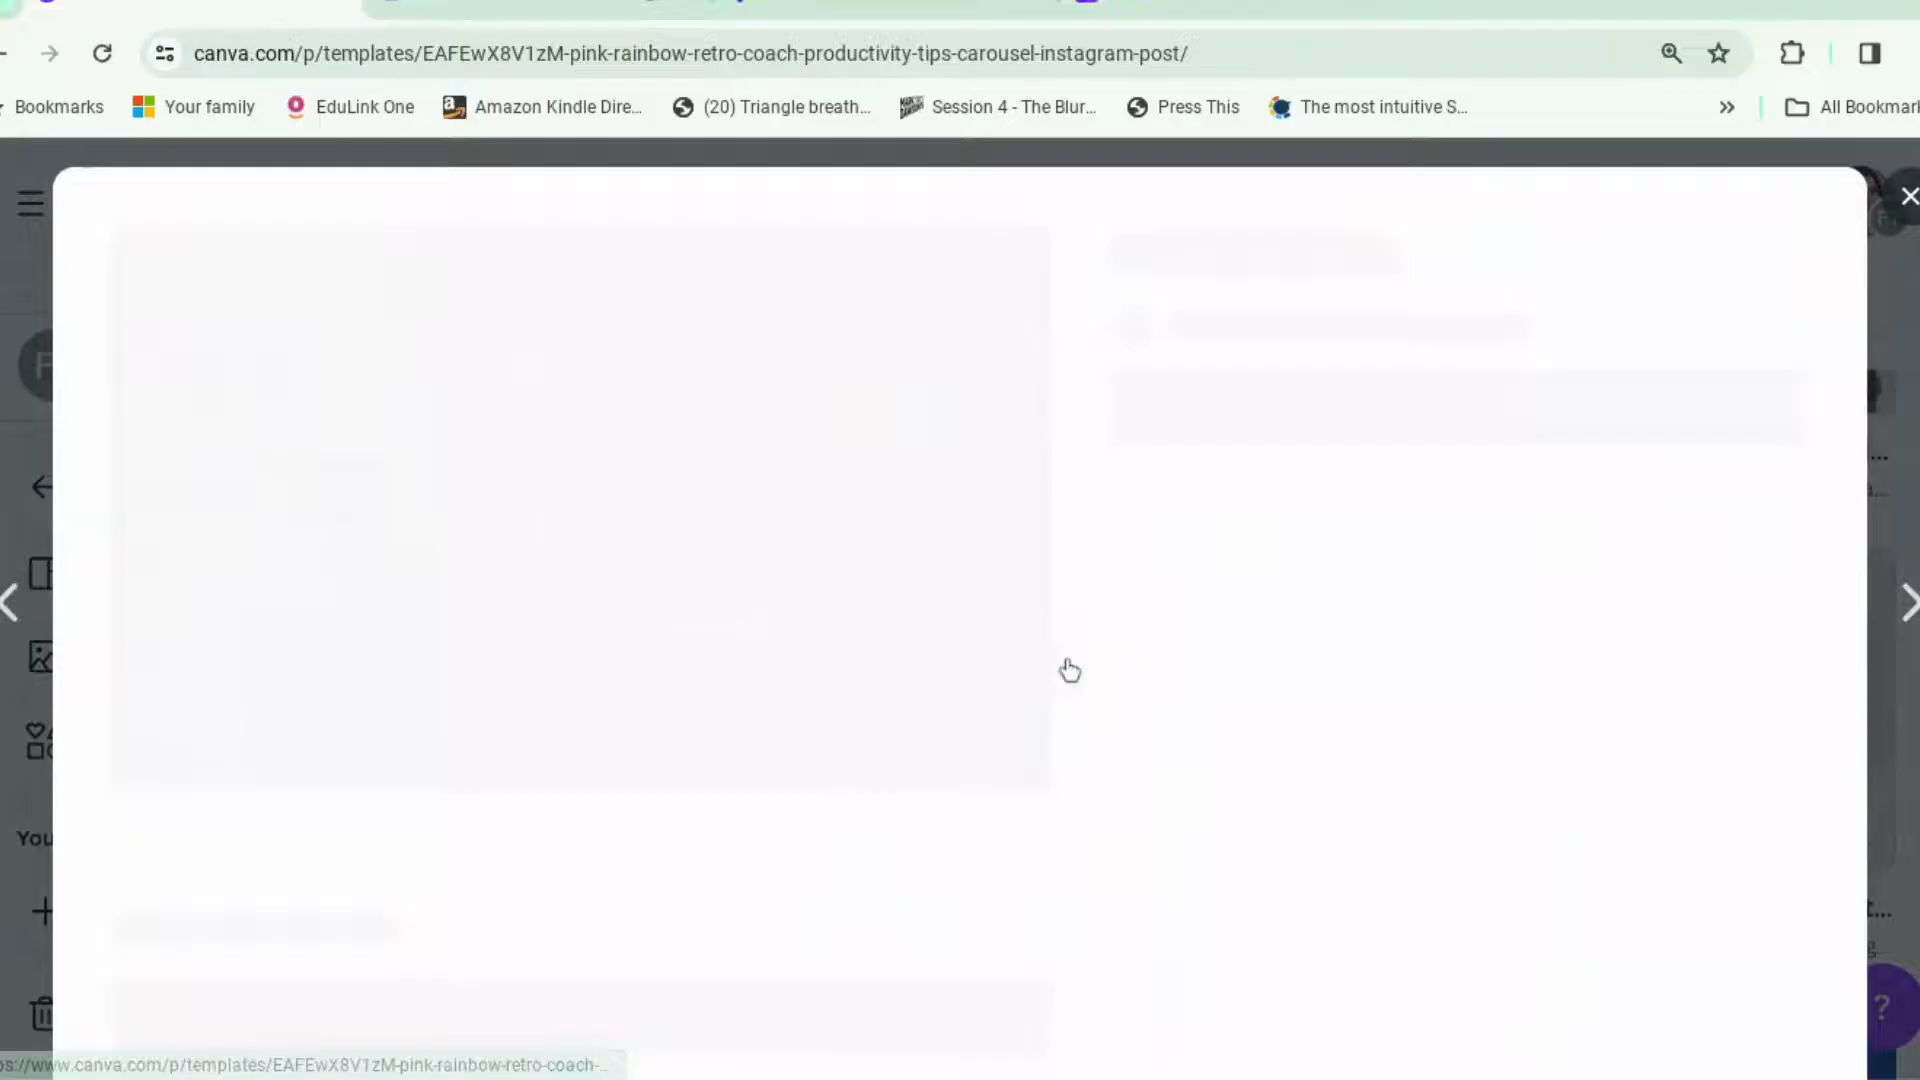 canva.com/p/templates/EAFEwX8V1zM-pink-rainbow-retro-coach-productivity-tips-carousel-instagram-post/
Bookmarks
Your family
EduLink One
Amazon Kindle Dire...
(20) Triangle breath...
Session 4 - The Blur...
Press This
The most intuitive S...
»
All Bookmar
F
You
?
ps://www.canva.com/p/templates/EAFEwX8V1zM-pink-rainbow-retro-coach-...